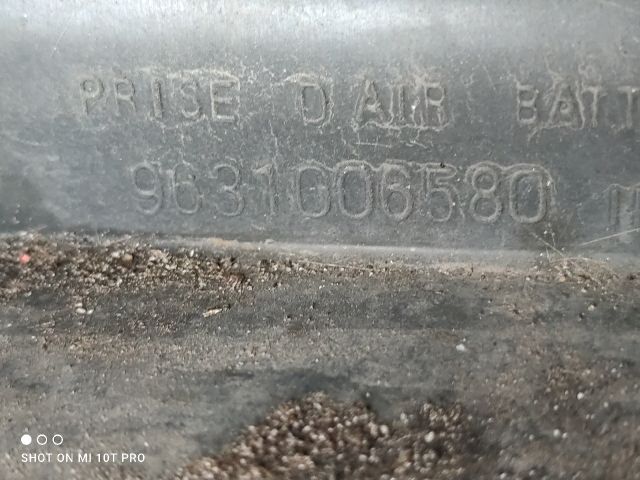 PRISE D AIR BATT
9631006580
SHOT ON MI 10T PRO